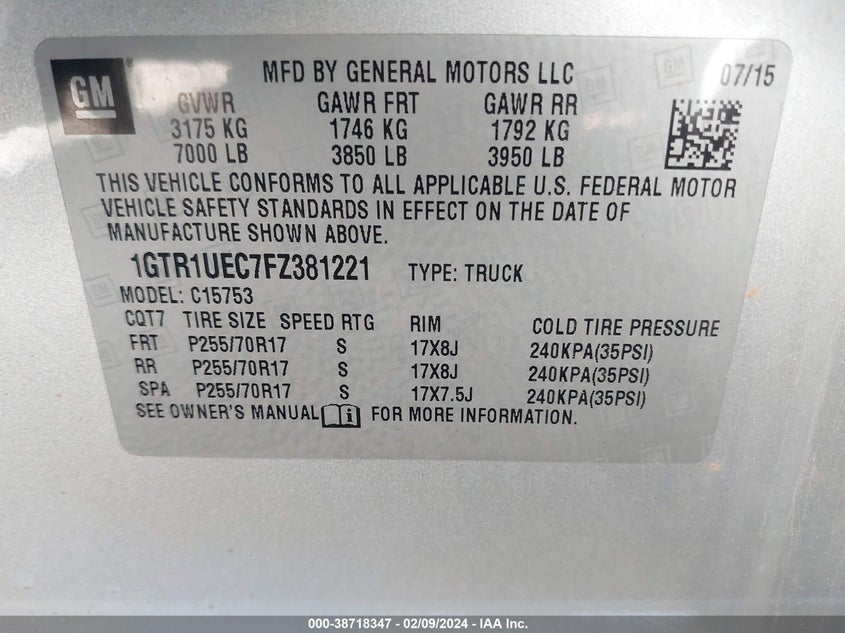 GM
MFD BY GENERAL MOTORS LLC 07/15
GVWR GAWR FRT GAWR RR
3175 KG 1746 KG 1792 KG
7000 LB 3850 LB 3950 LB
THIS VEHICLE CONFORMS TO ALL APPLICABLE U.S. FEDERAL MOTOR
VEHICLE SAFETY STANDARDS IN EFFECT ON THE DATE OF
MANUFACTURE SHOWN ABOVE.
1GTR1UEC7FZ381221 TYPE: TRUCK
MODEL: C15753
CQT7 TIRE SIZE SPEED RTG RIM COLD TIRE PRESSURE
FRT P255/70R17 S 17X8J 240KPA(35PSI)
RR P255/70R17 S 17X8J 240KPA(35PSI)
SPA P255/70R17 S 17X7.5J 240KPA(35PSI)
SEE OWNER'S MANUAL i FOR MORE INFORMATION.
000-38718347 — 02/09/2024 — IAA Inc.